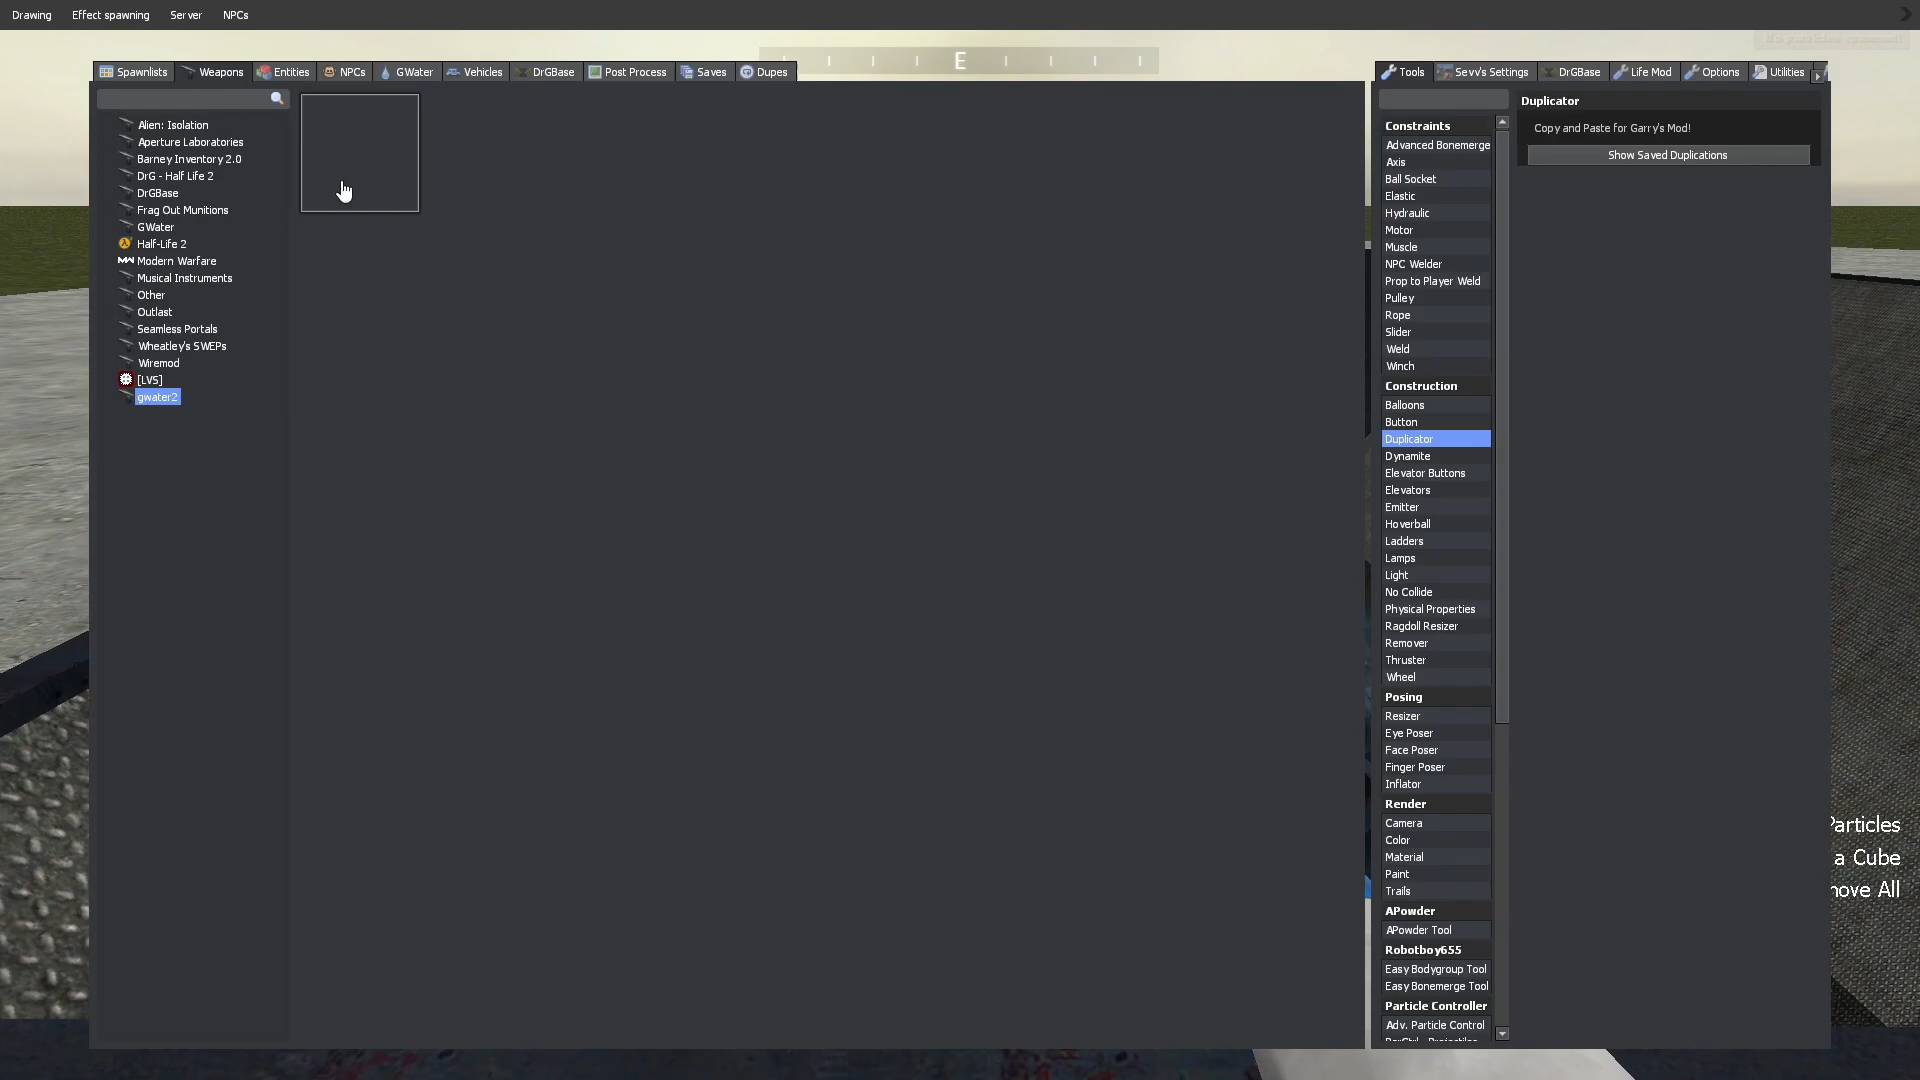 Drawing Effect spawning Server NPCs
E
Spawnlists Weapons Entities NPCs GWater Vehicles DrGBase Post Process Saves Dupes
Alien: Isolation
Aperture Laboratories
Barney Inventory 2.0
DrG - Half Life 2
DrGBase
Frag Out Munitions
GWater
Half-Life 2
Modern Warfare
Musical Instruments
Other
Outlast
Seamless Portals
Wheatley's SWEPs
Wiremod
[LVS]
gwater2
Tools Sevv's Settings DrGBase Life Mod Options Utilities
Constraints
Advanced Bonemerge
Axis
Ball Socket
Elastic
Hydraulic
Motor
Muscle
NPC Welder
Prop to Player Weld
Pulley
Rope
Slider
Weld
Winch
Construction
Balloons
Button
Duplicator
Dynamite
Elevator Buttons
Elevators
Emitter
Hoverball
Ladders
Lamps
Light
No Collide
Physical Properties
Ragdoll Resizer
Remover
Thruster
Wheel
Posing
Resizer
Eye Poser
Face Poser
Finger Poser
Inflator
Render
Camera
Color
Material
Paint
Trails
APowder
APowder Tool
Robotboy655
Easy Bodygroup Tool
Easy Bonemerge Tool
Particle Controller
Adv. Particle Control
Duplicator
Copy and Paste for Garry's Mod!
Show Saved Duplications
Particles
a Cube
move All